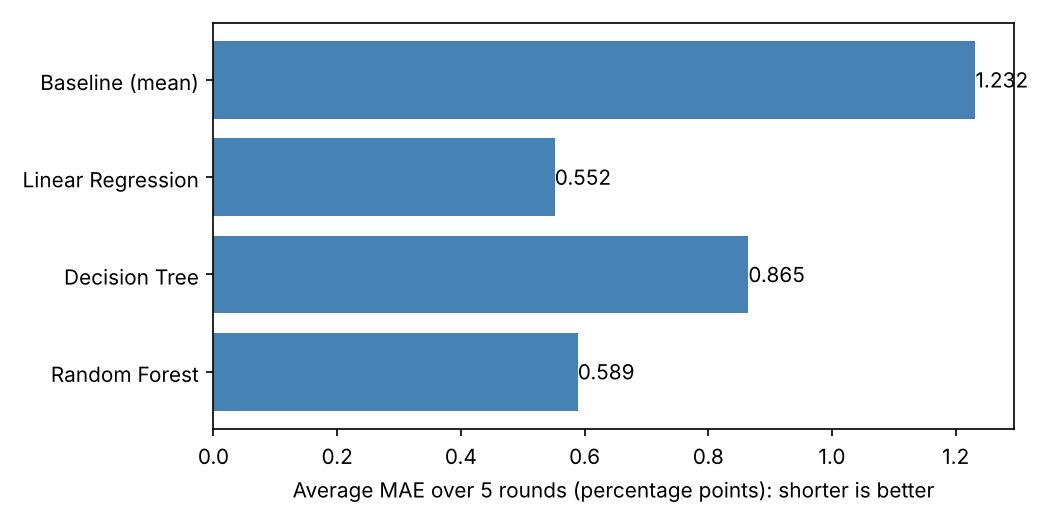 Baseline (mean)
1.232
Linear Regression
0.552
Decision Tree
0.865
Random Forest
0.589
0.0 0.2 0.4 0.6 0.8 1.0 1.2
Average MAE over 5 rounds (percentage points): shorter is better